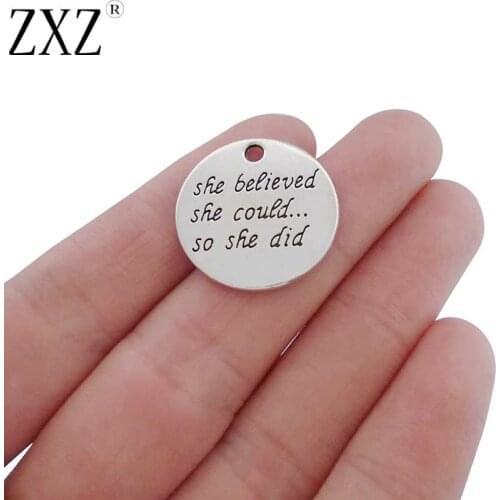 ZXZ®
she believed
she could...
so she did